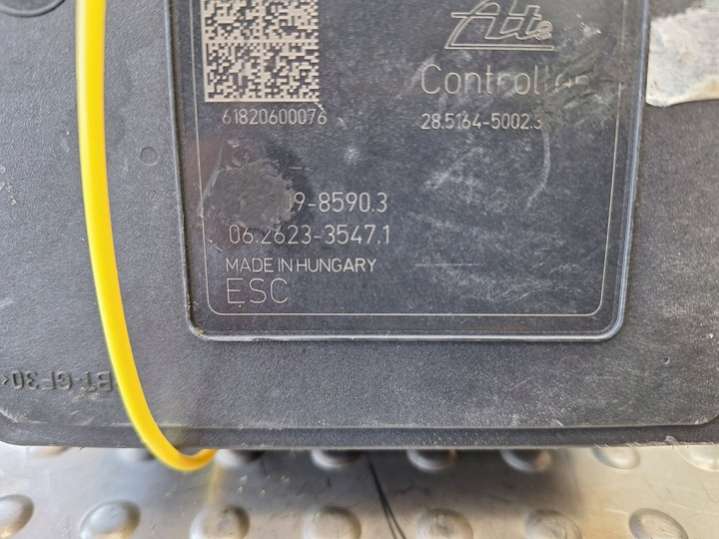 Ate
Controller
61820600076
28.5164-5002.3
9-8590.3
06.2623-3547.1
MADE IN HUNGARY
ESC